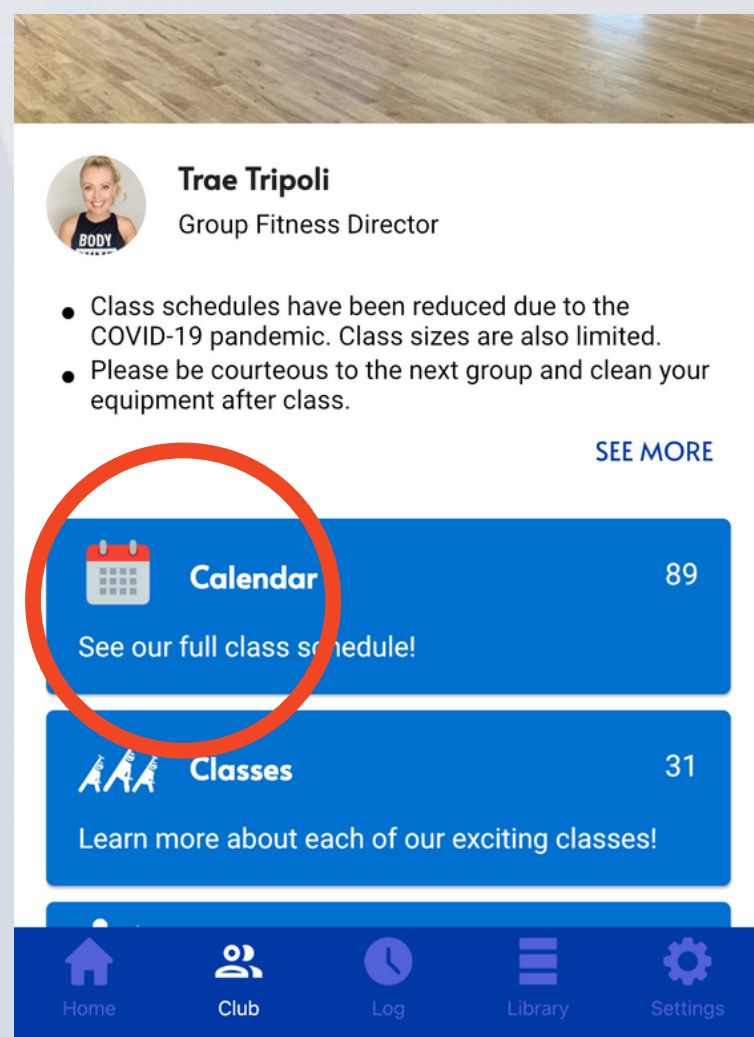 BODY
Trae Tripoli
Group Fitness Director
● Class schedules have been reduced due to the
COVID-19 pandemic. Class sizes are also limited.
● Please be courteous to the next group and clean your
equipment after class.
SEE MORE
Calendar 89
See our full class schedule!
Classes 31
Learn more about each of our exciting classes!
Home Club Log Library Settings